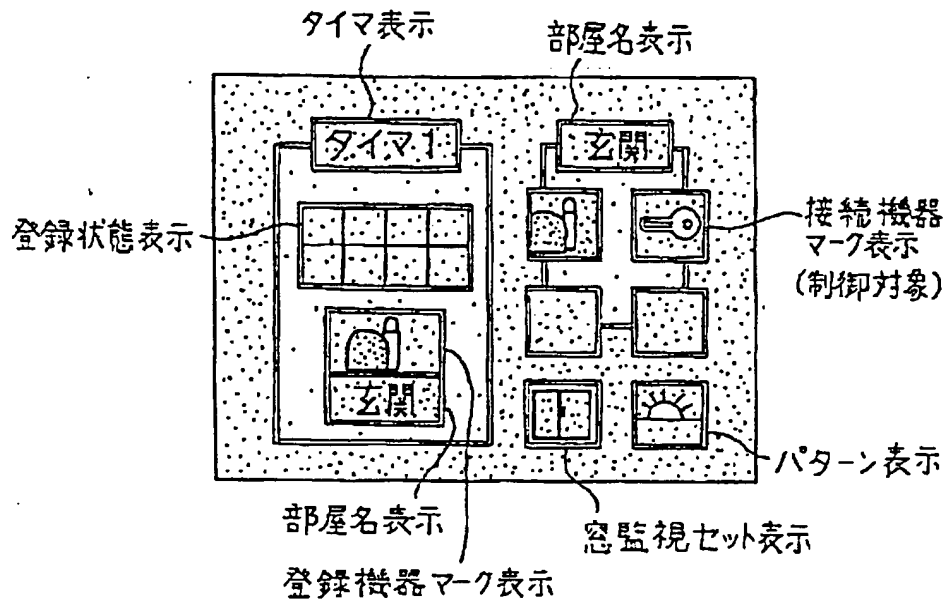 タイマ表示
部屋名表示
タイマ1
玄関
登録状態表示
接続機器
マーク表示
(制御対象)
玄関
パターン表示
部屋名表示
窓監視セット表示
登録機器マーク表示